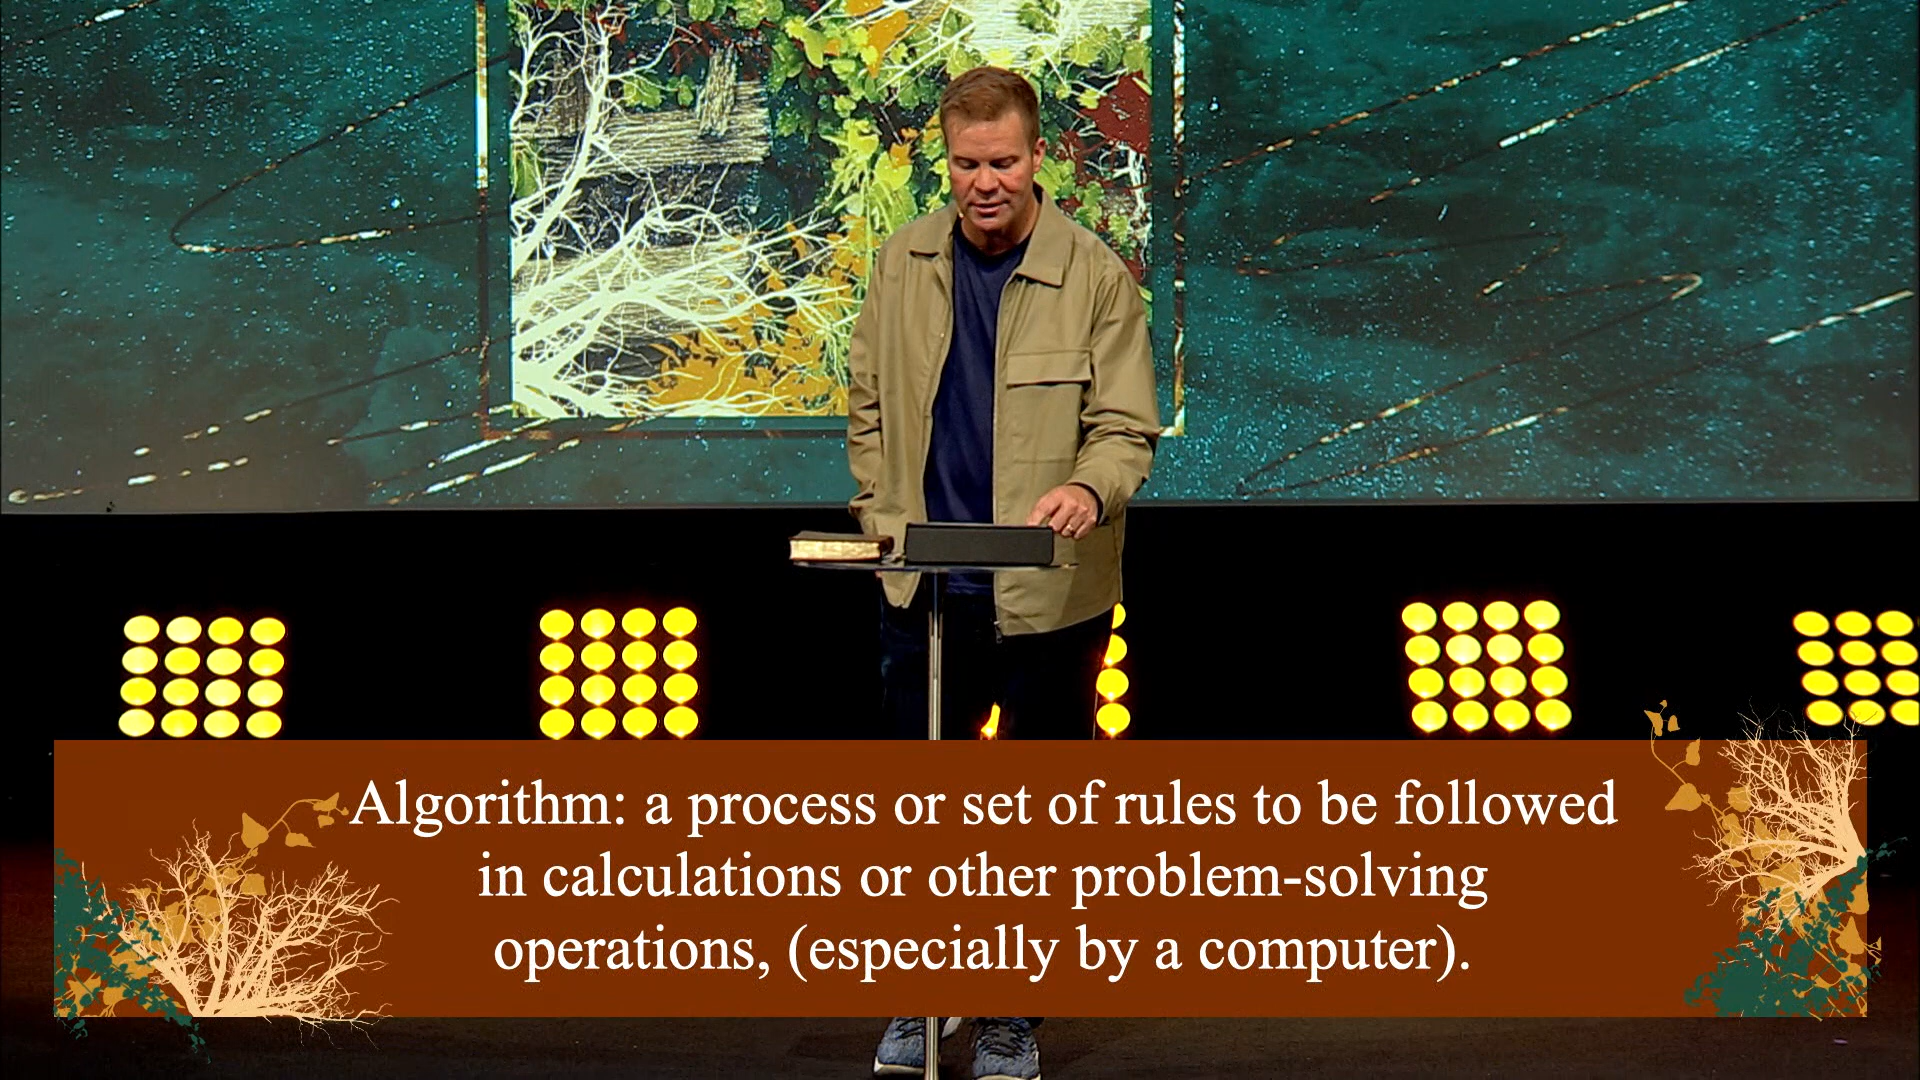 Algorithm: a process or set of rules to be followed
in calculations or other problem-solving
operations, (especially by a computer).